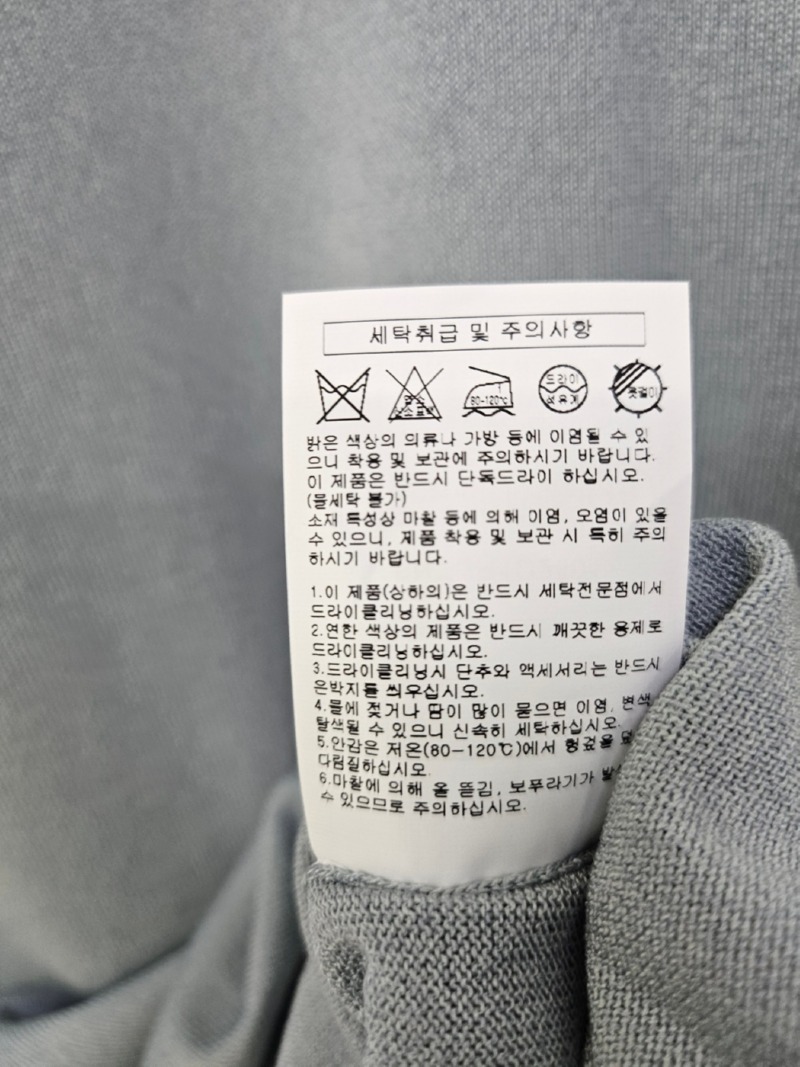 세탁취급 및 주의사항
염소
산소표백
80-120℃
드라이
석유계
옷걸이
밝은 색상의 의류나 가방 등에 이염될 수 있
으니 착용 및 보관에 주의하시기 바랍니다.
이 제품은 반드시 단독드라이 하십시오.
(물세탁 불가)
소재 특성상 마찰 등에 의해 이염, 오염이 있을
수 있으니, 제품 착용 및 보관 시 특히 주의
하시기 바랍니다.
1.이 제품(상하의)은 반드시 세탁전문점에서
드라이클리닝하십시오.
2.연한 색상의 제품은 반드시 깨끗한 용제로
드라이클리닝하십시오.
3.드라이클리닝시 단추와 액세서리는 반드시
은박지를 씌우십시오.
4.물에 젖거나 땀이 많이 묻으면 이염, 변색
탈색될 수 있으니 신속히 세탁하십시오.
5.안감은 저온(80-120℃)에서 헝겊을
다림질하십시오.
6.마찰에 의해 올 뜯김, 보푸라기가
수 있으므로 주의하십시오.